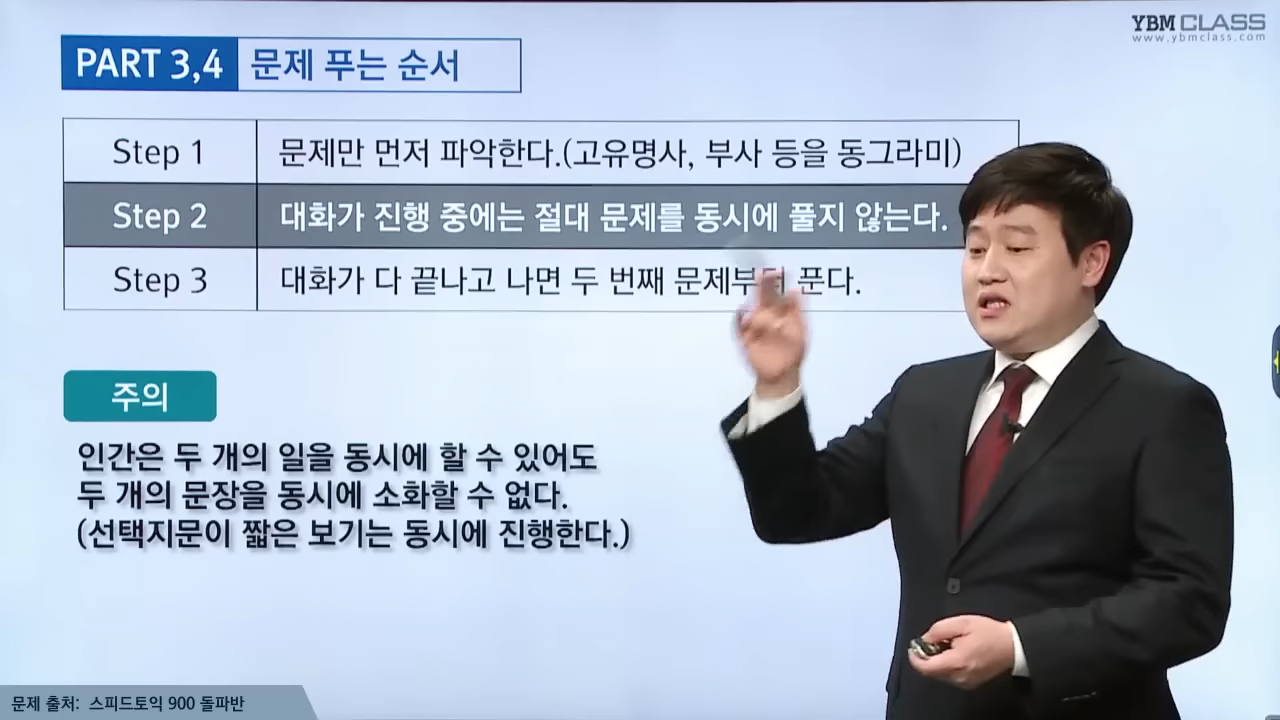 YBM CLASS
www.ybmclass.com
PART 3,4 문제 푸는 순서
Step 1 문제만 먼저 파악한다.(고유명사, 부사 등을 동그라미)
Step 2 대화가 진행 중에는 절대 문제를 동시에 풀지 않는다.
Step 3 대화가 다 끝나고 나면 두 번째 문제부터 푼다.
주의
인간은 두 개의 일을 동시에 할 수 있어도
두 개의 문장을 동시에 소화할 수 없다.
(선택지문이 짧은 보기는 동시에 진행한다.)
문제 출처: 스피드토익 900 돌파반